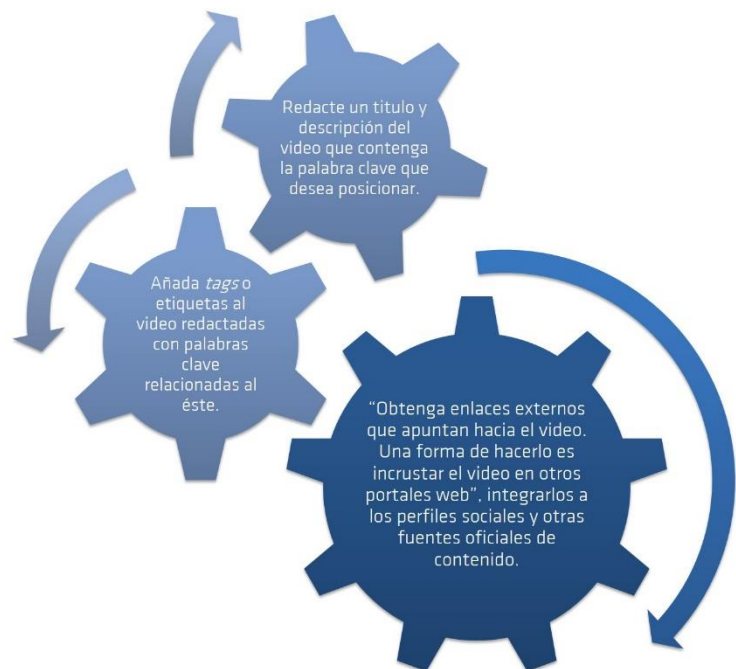 Redacte un titulo y
descripción del
video que contenga
la palabra clave que
desea posicionar.
Añada tags o
etiquetas al
video redactadas
con palabras
clave
relacionadas al
éste.
“Obtenga enlaces externos
que apuntan hacia el video.
Una forma de hacerlo es
incrustar el video en otros
portales web”, integrarlos a
los perfiles sociales y otras
fuentes oficiales de
contenido.